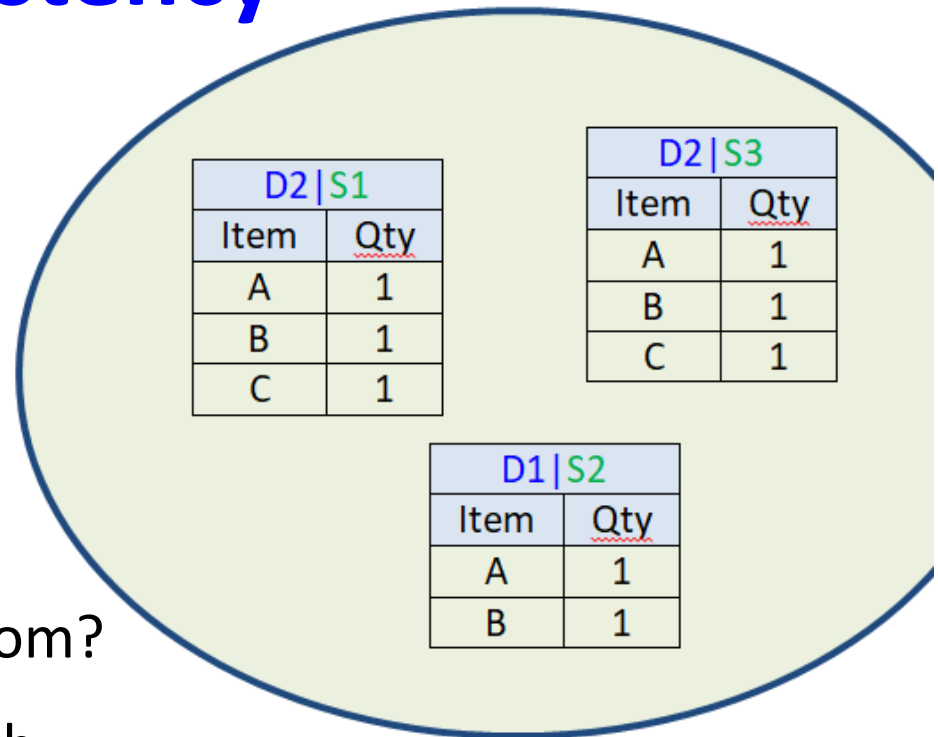 D2|S1
Item Qty
A 1
B 1
C 1
D2|S3
Item Qty
A 1
B 1
C 1
D1|S2
Item Qty
A 1
B 1
om?